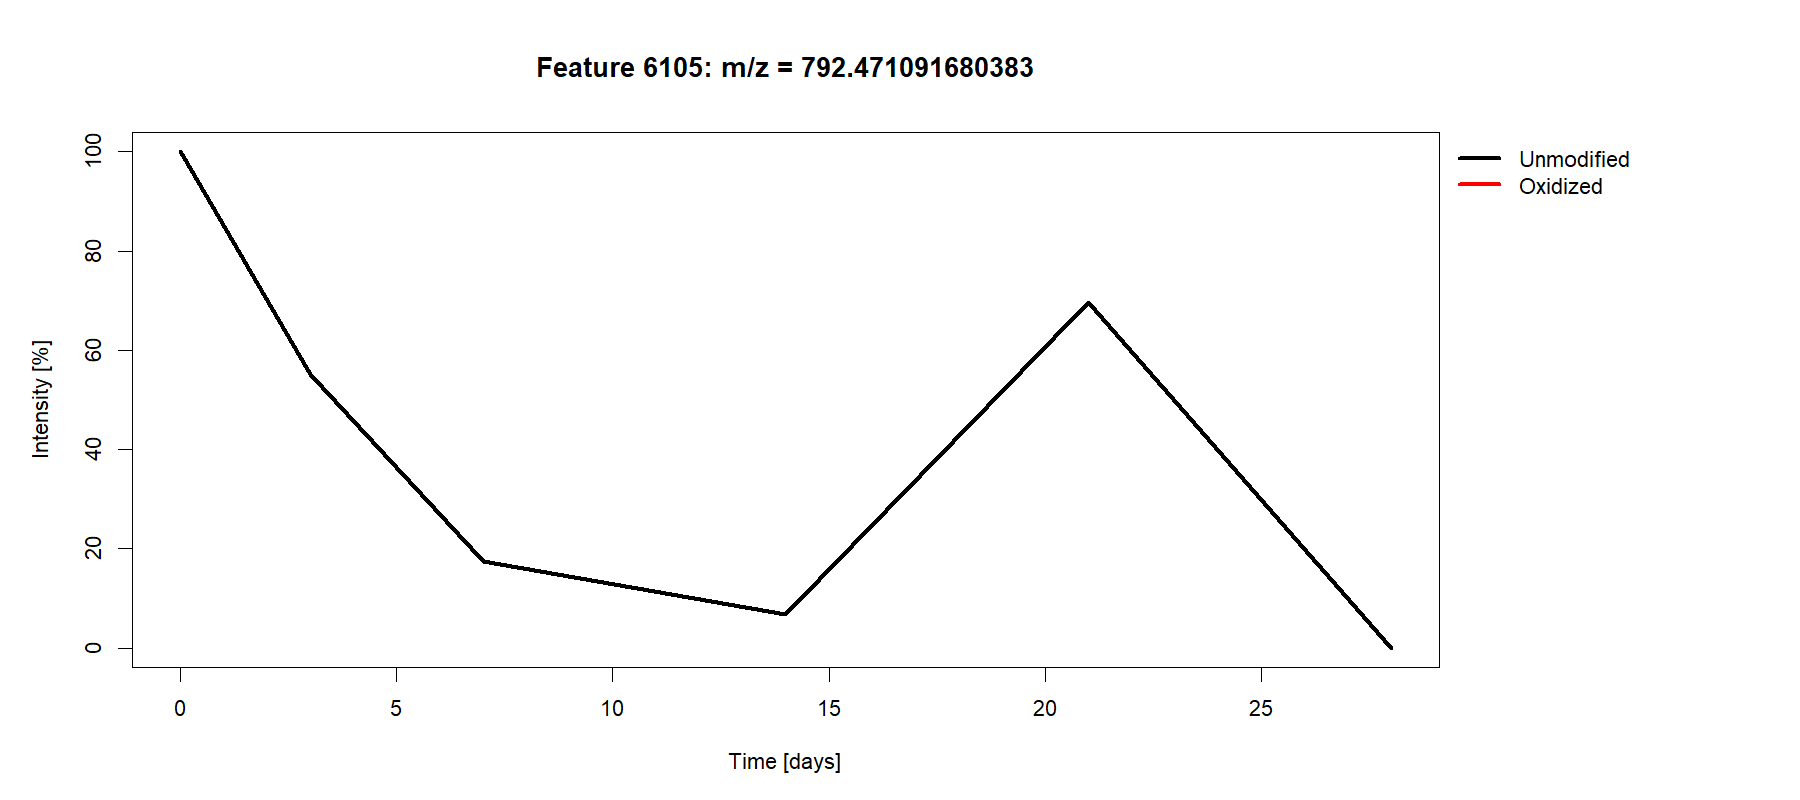 Feature 6105: m/z = 792.471091680383
Unmodified
Oxidized
Intensity [%]
100
80
60
40
20
0
0 5 10 15 20 25
Time [days]